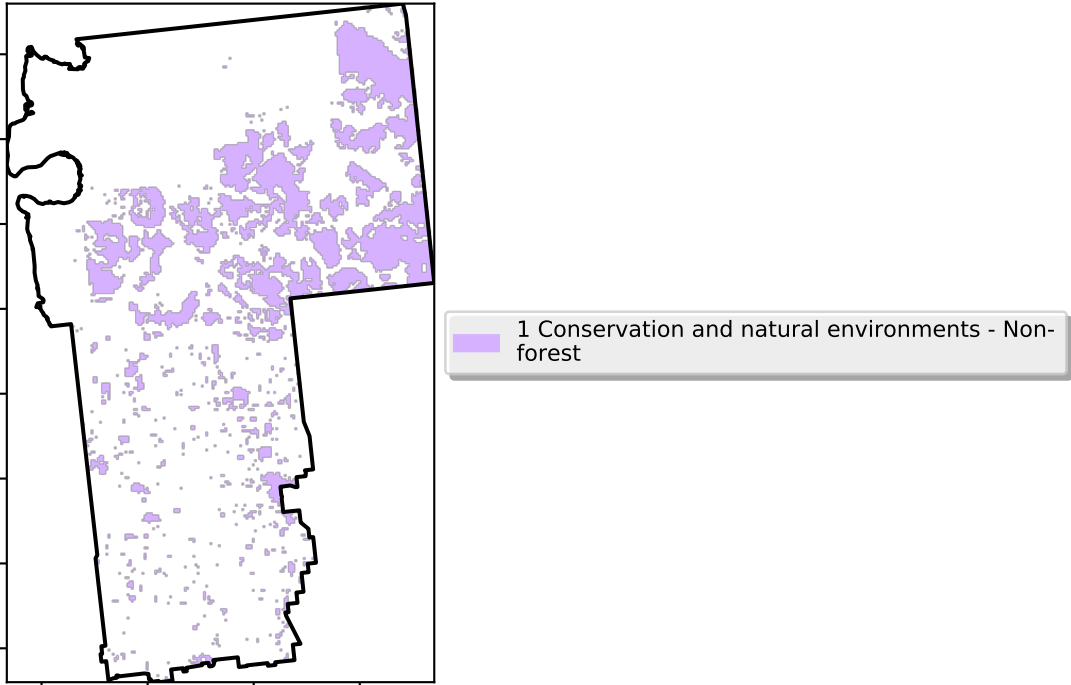 1 Conservation and natural environments - Non-
forest